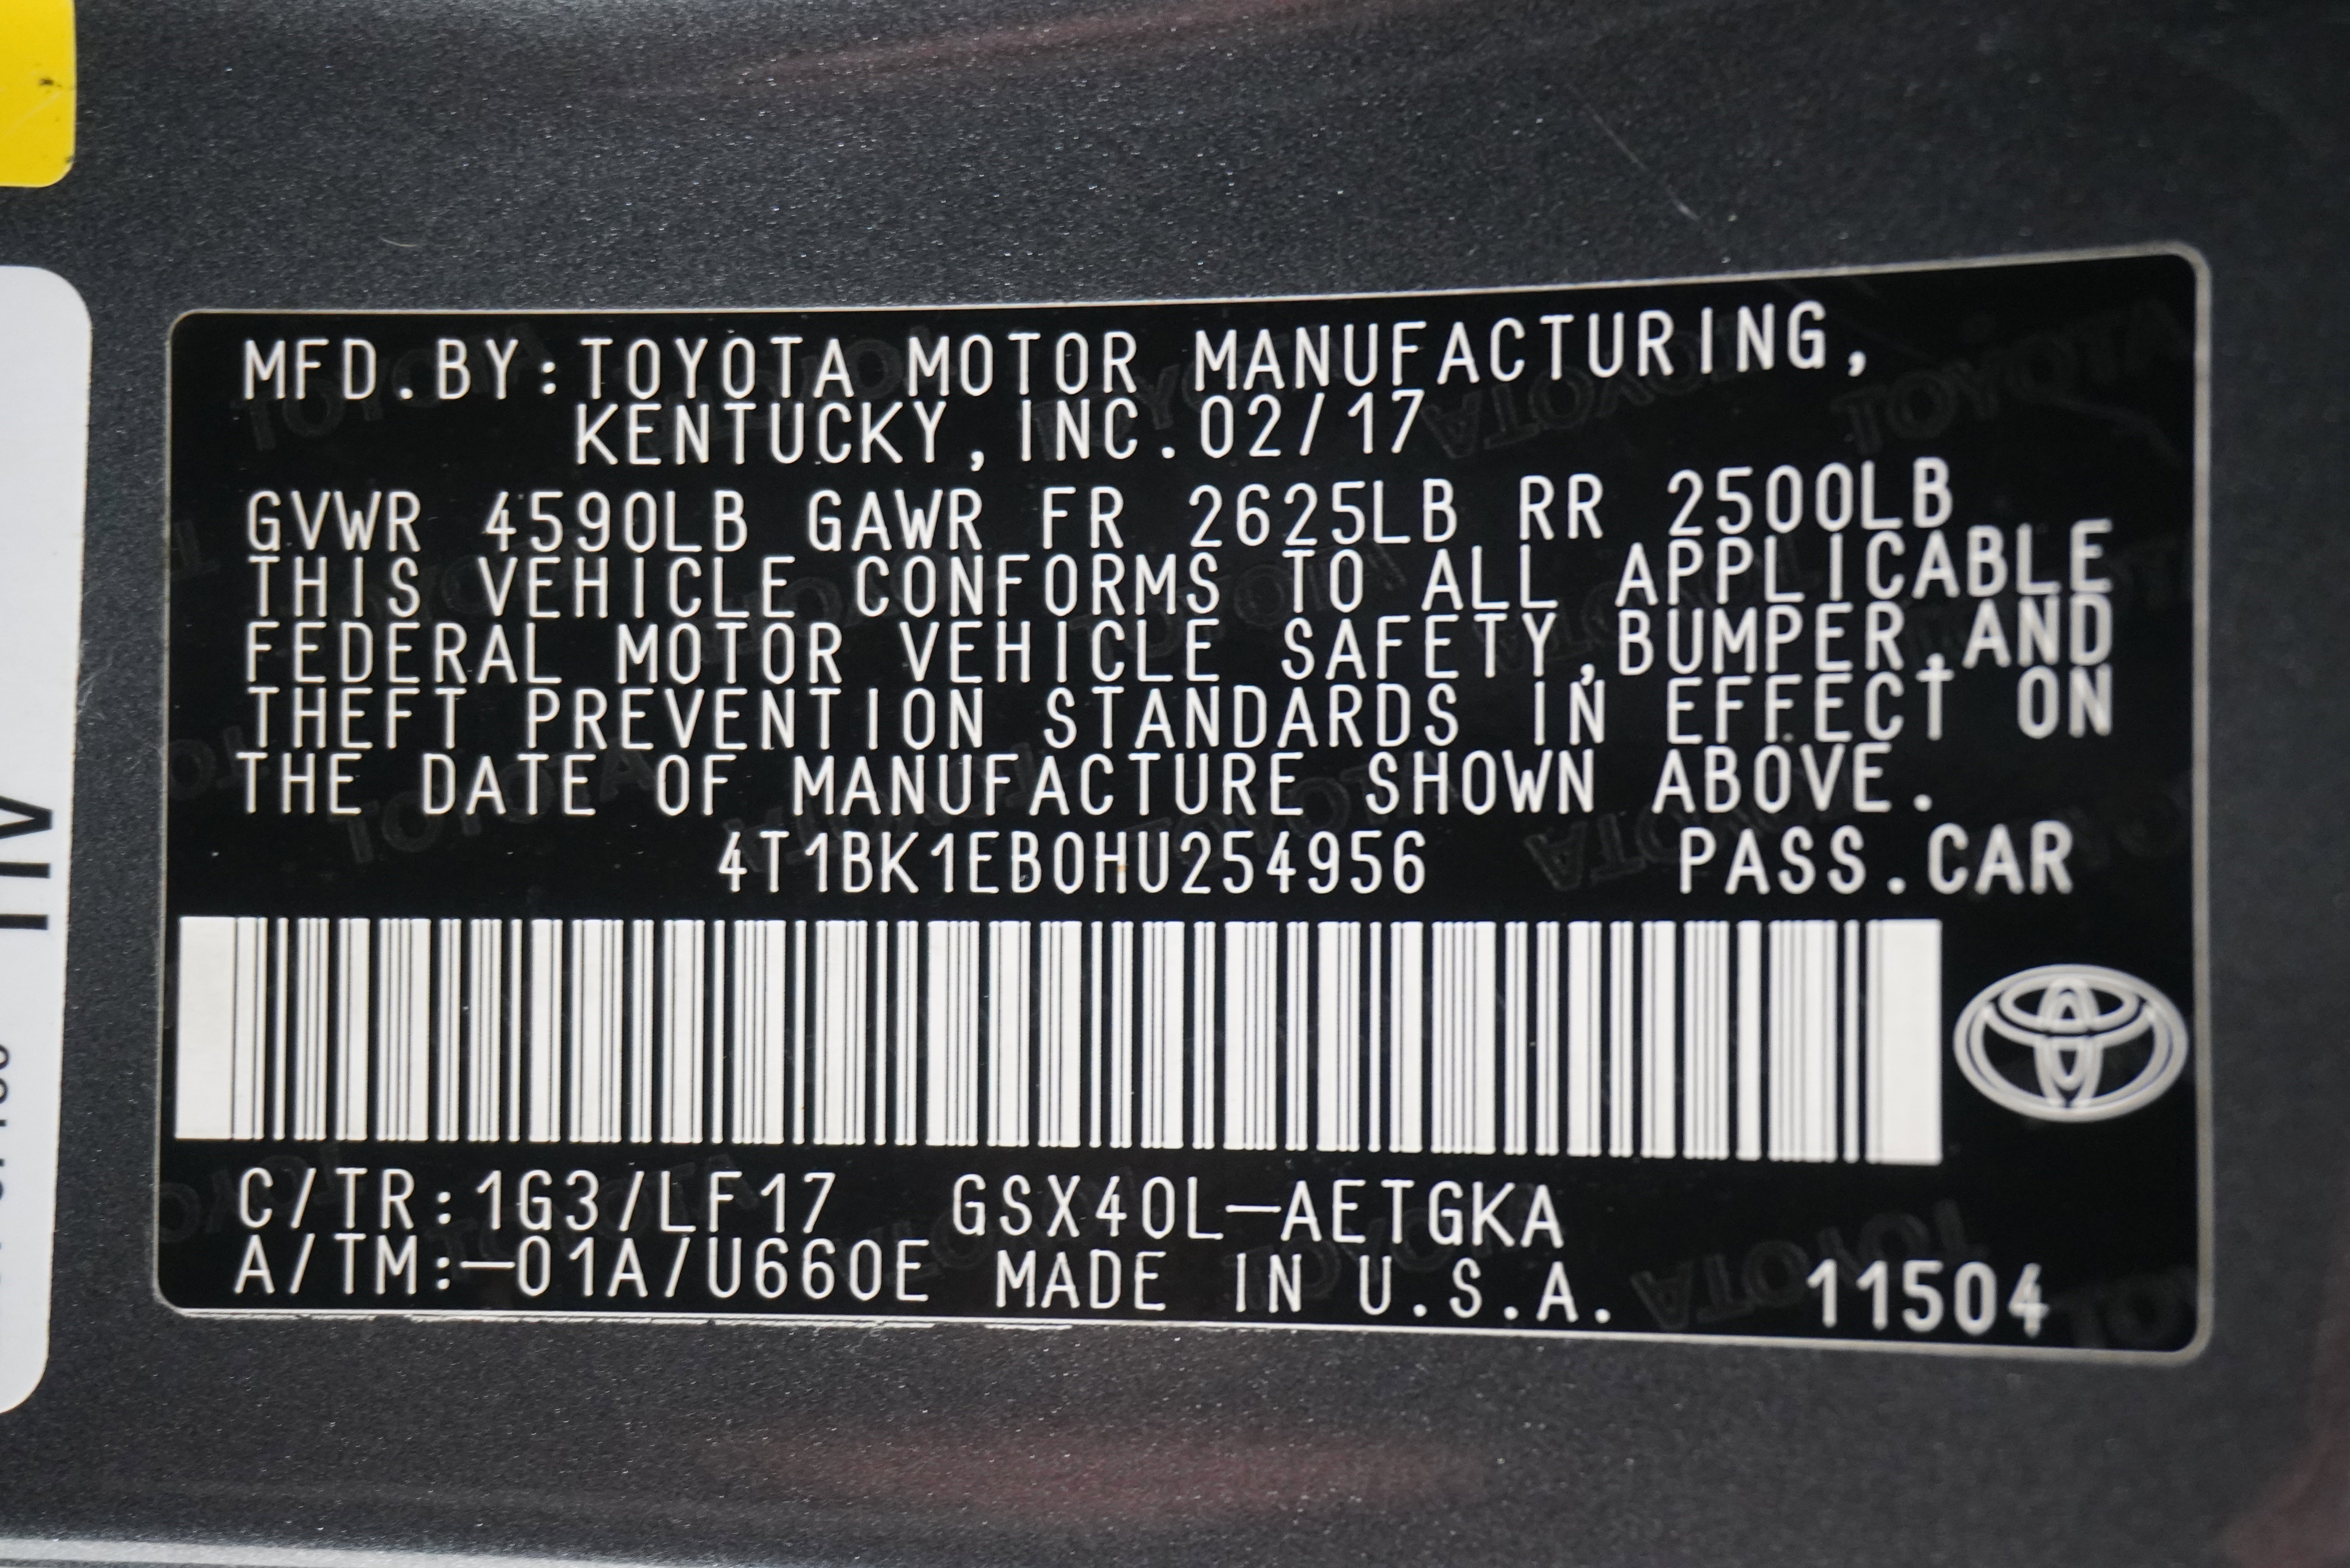 MFD.BY:TOYOTA MOTOR MANUFACTURING,
KENTUCKY,INC.02/17
GVWR 4590LB GAWR FR 2625LB RR 2500LB
THIS VEHICLE CONFORMS TO ALL APPLICABLE
FEDERAL MOTOR VEHICLE SAFETY,BUMPER,AND
THEFT PREVENTION STANDARDS IN EFFECT ON
THE DATE OF MANUFACTURE SHOWN ABOVE.
4T1BK1EB0HU254956 PASS.CAR
C/TR:1G3/LF17 GSX40L—AETGKA
A/TM:—01A/U660E MADE IN U.S.A. 11504